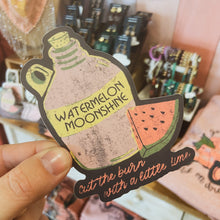 WATERMELON
MOONSHINE
Cut the burn
with a little lime